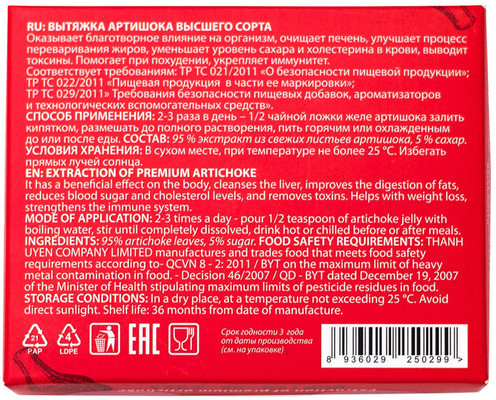 RU: ВЫТЯЖКА АРТИШОКА ВЫСШЕГО СОРТА
Оказывает благотворное влияние на организм, очищает печень, улучшает процесс
переваривания жиров, уменьшает уровень сахара и холестерина в крови, выводит
токсины. Помогает при похудении, укрепляет иммунитет.
Соответствует требованиям: ТР ТС 021/2011 «О безопасности пищевой продукции»;
ТР ТС 022/2011 «Пищевая продукция в части ее маркировки»;
ТР ТС 029/2011» Требования безопасности пищевых добавок, ароматизаторов
и технологических вспомогательных средств».
СПОСОБ ПРИМЕНЕНИЯ: 2-3 раза в день – 1/2 чайной ложки желе артишока залить
кипятком, размешать до полного растворения, пить горячим или охлажденным
до или после еды. СОСТАВ: 95 % экстракт из свежих листьев артишока, 5 % сахар.
УСЛОВИЯ ХРАНЕНИЯ: В сухом месте, при температуре не более 25 °C. Избегать
прямых лучей солнца.
EN: EXTRACTION OF PREMIUM ARTICHOKE
It has a beneficial effect on the body, cleanses the liver, improves the digestion of fats,
reduces blood sugar and cholesterol levels, and removes toxins. Helps with weight loss,
strengthens the immune system.
MODE OF APPLICATION: 2-3 times a day - pour 1/2 teaspoon of artichoke jelly with
boiling water, stir until completely dissolved, drink hot or chilled before or after meals.
INGREDIENTS: 95% artichoke leaves, 5% sugar. FOOD SAFETY REQUIREMENTS: THANH
UYEN COMPANY LIMITED manufactures and trades food that meets food safety
requirements according to- QCVN 8 - 2: 2011 / BYT on the maximum limit of heavy
metal contamination in food. - Decision 46/2007 / QD – BYT dated December 19, 2007
of the Minister of Health stipulating maximum limits of pesticide residues in food.
STORAGE CONDITIONS: In a dry place, at a temperature not exceeding 25 °C. Avoid
direct sunlight. Shelf life: 36 months from date of manufacture.
21
PAP
4
LDPE
EAC
Срок годности 3 года
от даты производства
(см. на упаковке)
8 936029 250299 >